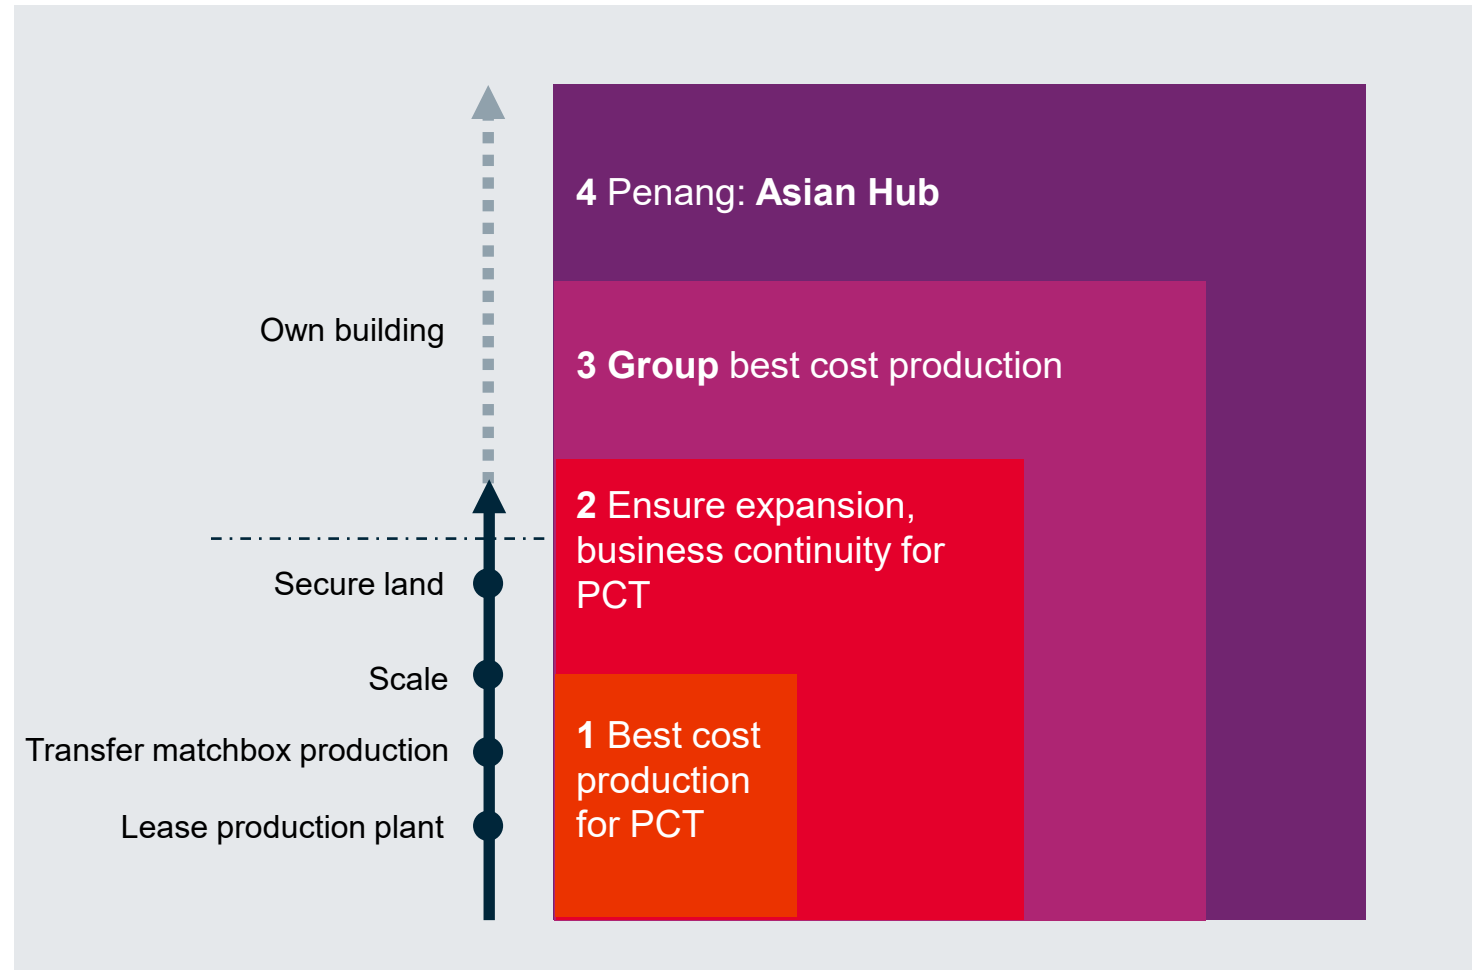 4 Penang: Asian Hub
Own building
3 Group best cost production
2 Ensure expansion,
business continuity for
PCT
Secure land
Scale
Transfer matchbox production
Lease production plant
1 Best cost
production
for PCT